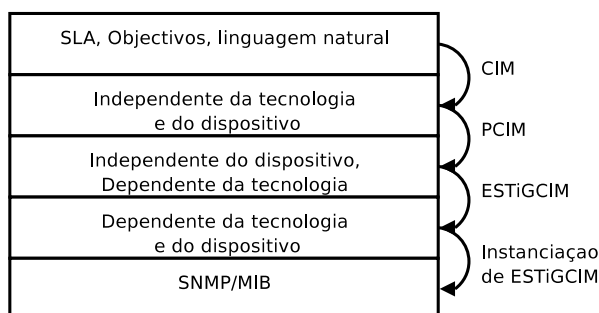 SLA, Objectivos, linguagem natural
CIM
Independente da tecnologia
e do dispositivo
PCIM
Independente do dispositivo,
Dependente da tecnologia
ESTiGCIM
Dependente da tecnologia
e do dispositivo
Instanciaçao
de ESTiGCIM
SNMP/MIB